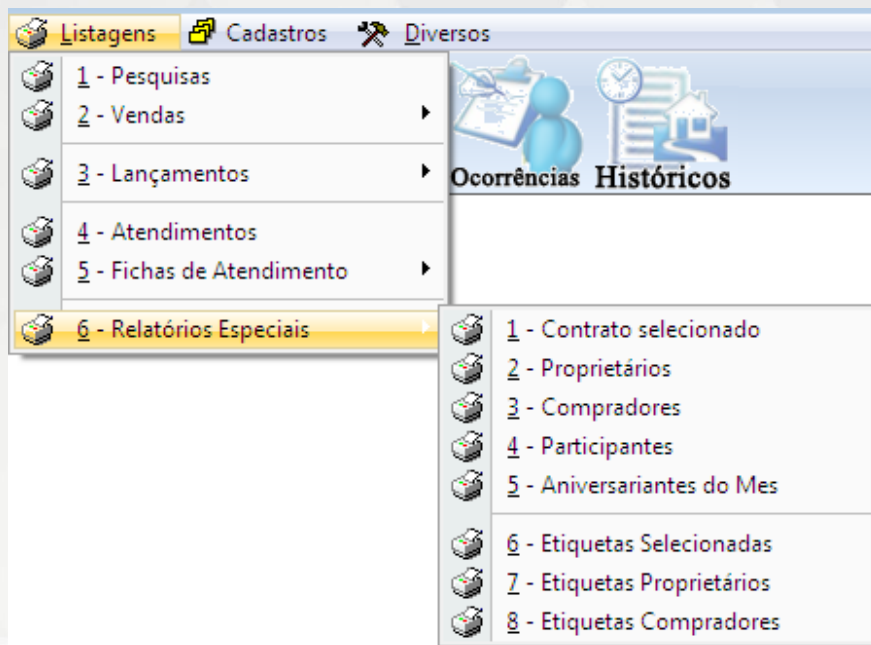 Listagens Cadastros Diversos
1 - Pesquisas
2 - Vendas
3 - Lançamentos
4 - Atendimentos
5 - Fichas de Atendimento
6 - Relatórios Especiais
Ocorrências Históricos
1 - Contrato selecionado
2 - Proprietários
3 - Compradores
4 - Participantes
5 - Aniversariantes do Mes
6 - Etiquetas Selecionadas
7 - Etiquetas Proprietários
8 - Etiquetas Compradores